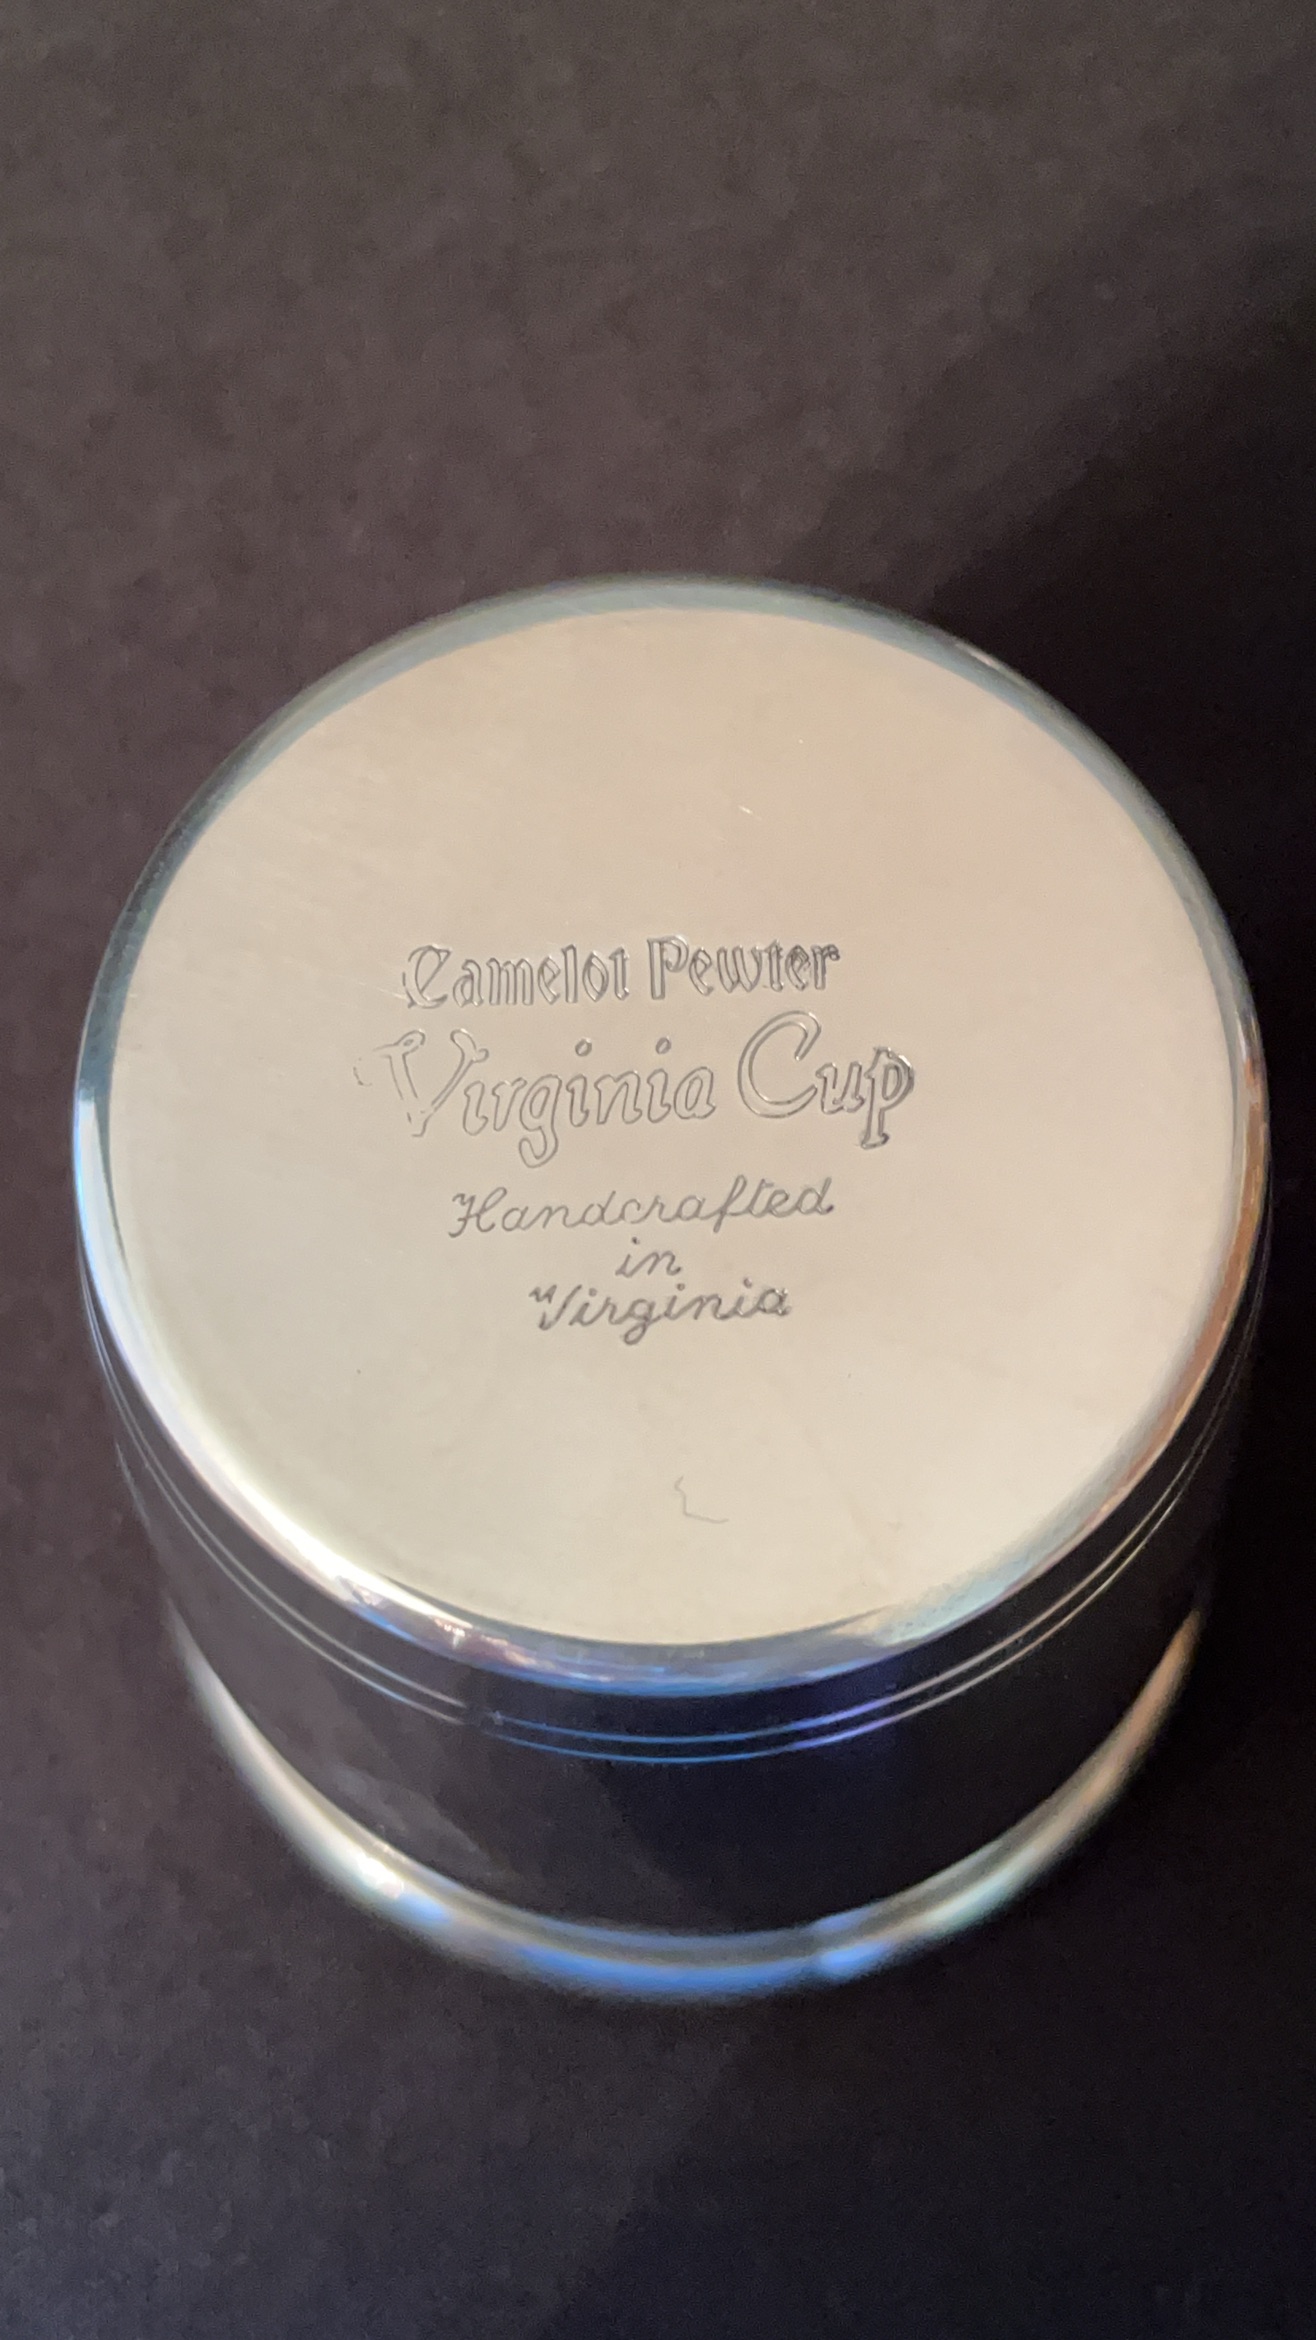 Camelot Pewter
Virginia Cup
Handcrafted
in
Virginia